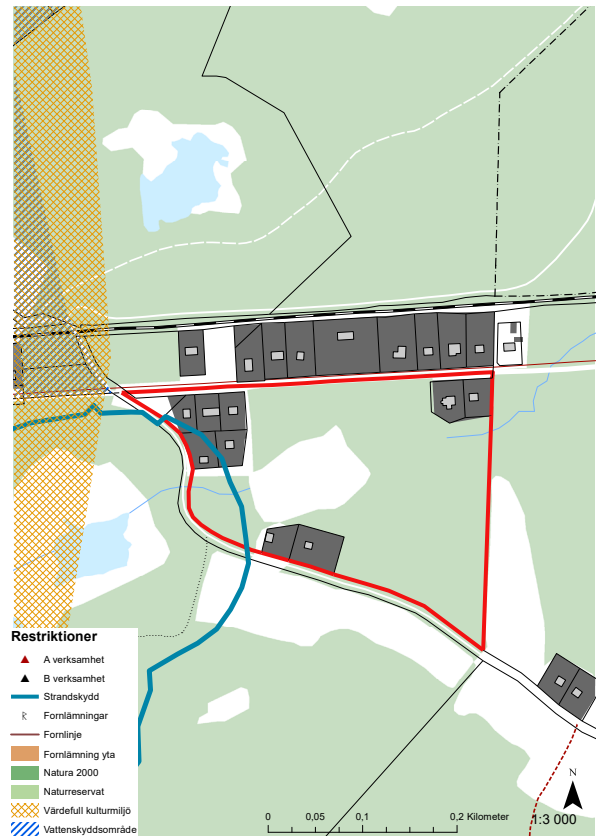 Restriktioner
A verksamhet
B verksamhet
Strandskydd
R Fornlämningar
Fornlinje
Fornlämning yta
Natura 2000
Naturreservat
Värdefull kulturmiljö
Vattenskyddsområde
N
0 0,05 0,1 0,2 Kilometer
1:3 000